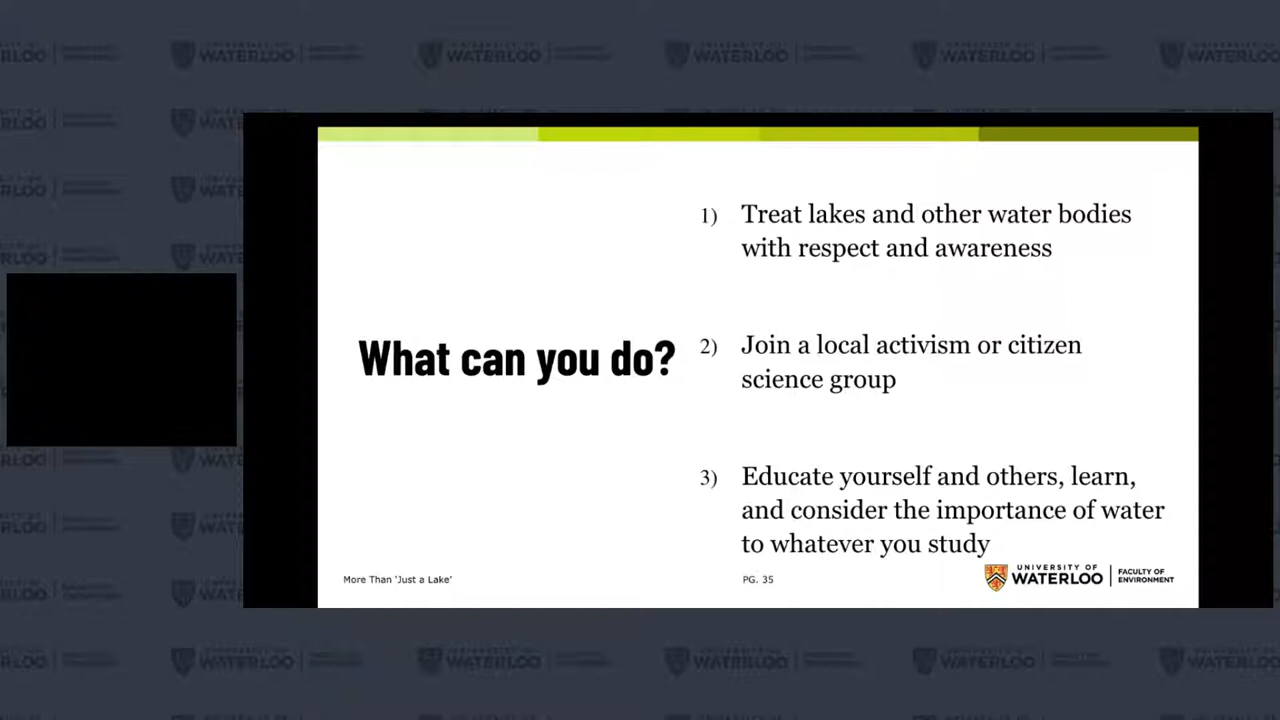 What can you do?
1) Treat lakes and other water bodies
with respect and awareness
2) Join a local activism or citizen
science group
3) Educate yourself and others, learn,
and consider the importance of water
to whatever you study
More Than ‘Just a Lake’
PG. 35
UNIVERSITY OF
WATERLOO
FACULTY OF
ENVIRONMENT